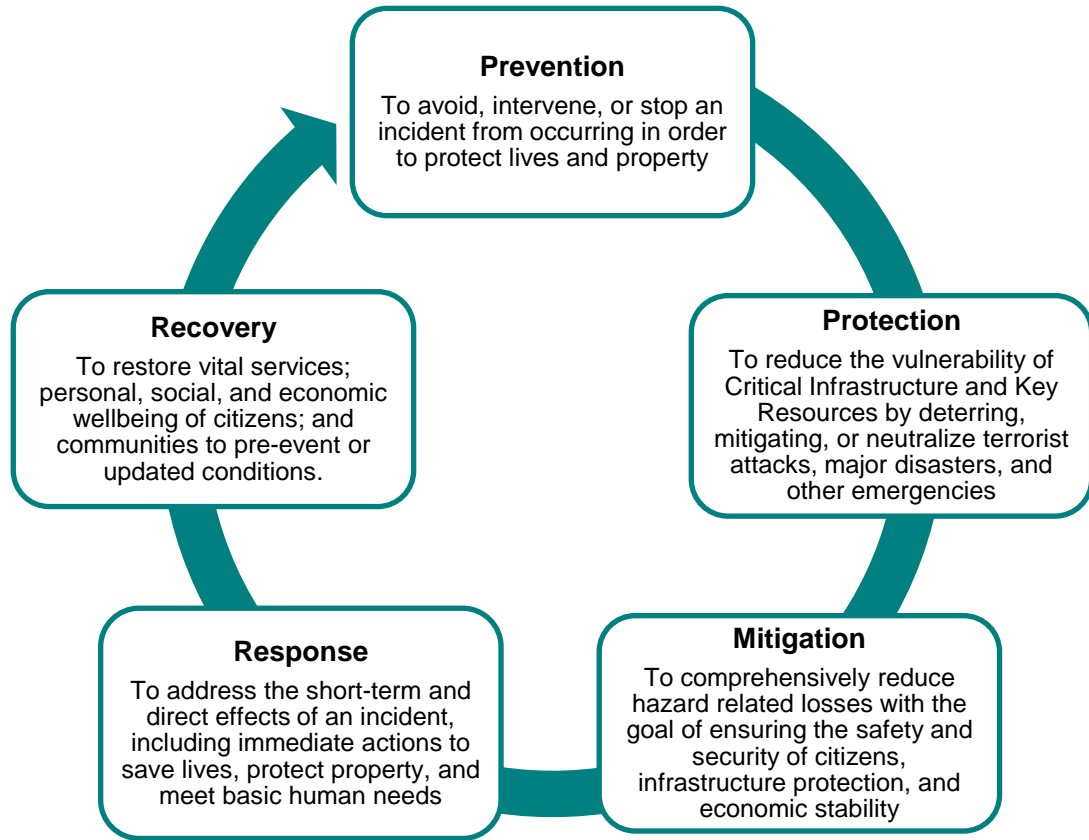 Prevention
To avoid, intervene, or stop an
incident from occurring in order
to protect lives and property
Protection
To reduce the vulnerability of
Critical Infrastructure and Key
Resources by deterring,
mitigating, or neutralize terrorist
attacks, major disasters, and
other emergencies
Mitigation
To comprehensively reduce
hazard related losses with the
goal of ensuring the safety and
security of citizens,
infrastructure protection, and
economic stability
Response
To address the short-term and
direct effects of an incident,
including immediate actions to
save lives, protect property, and
meet basic human needs
Recovery
To restore vital services;
personal, social, and economic
wellbeing of citizens; and
communities to pre-event or
updated conditions.